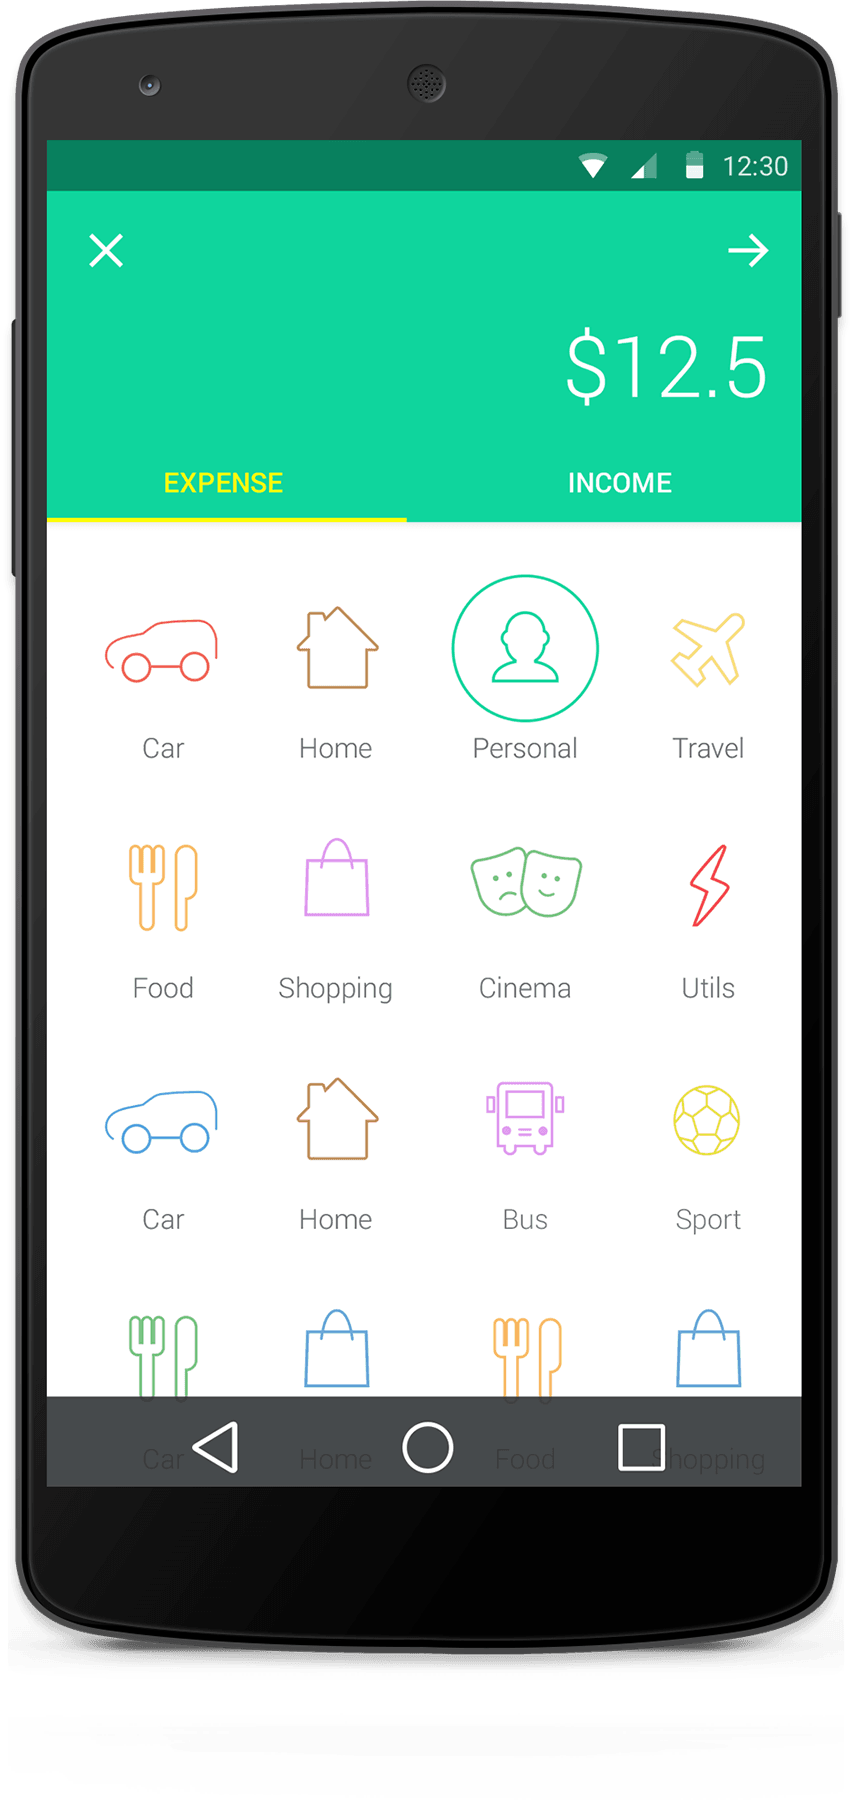 12:30
$12.5
EXPENSE INCOME
Car Home Personal Travel
Food Shopping Cinema Utils
Car Home Bus Sport
Car Home Food Shopping